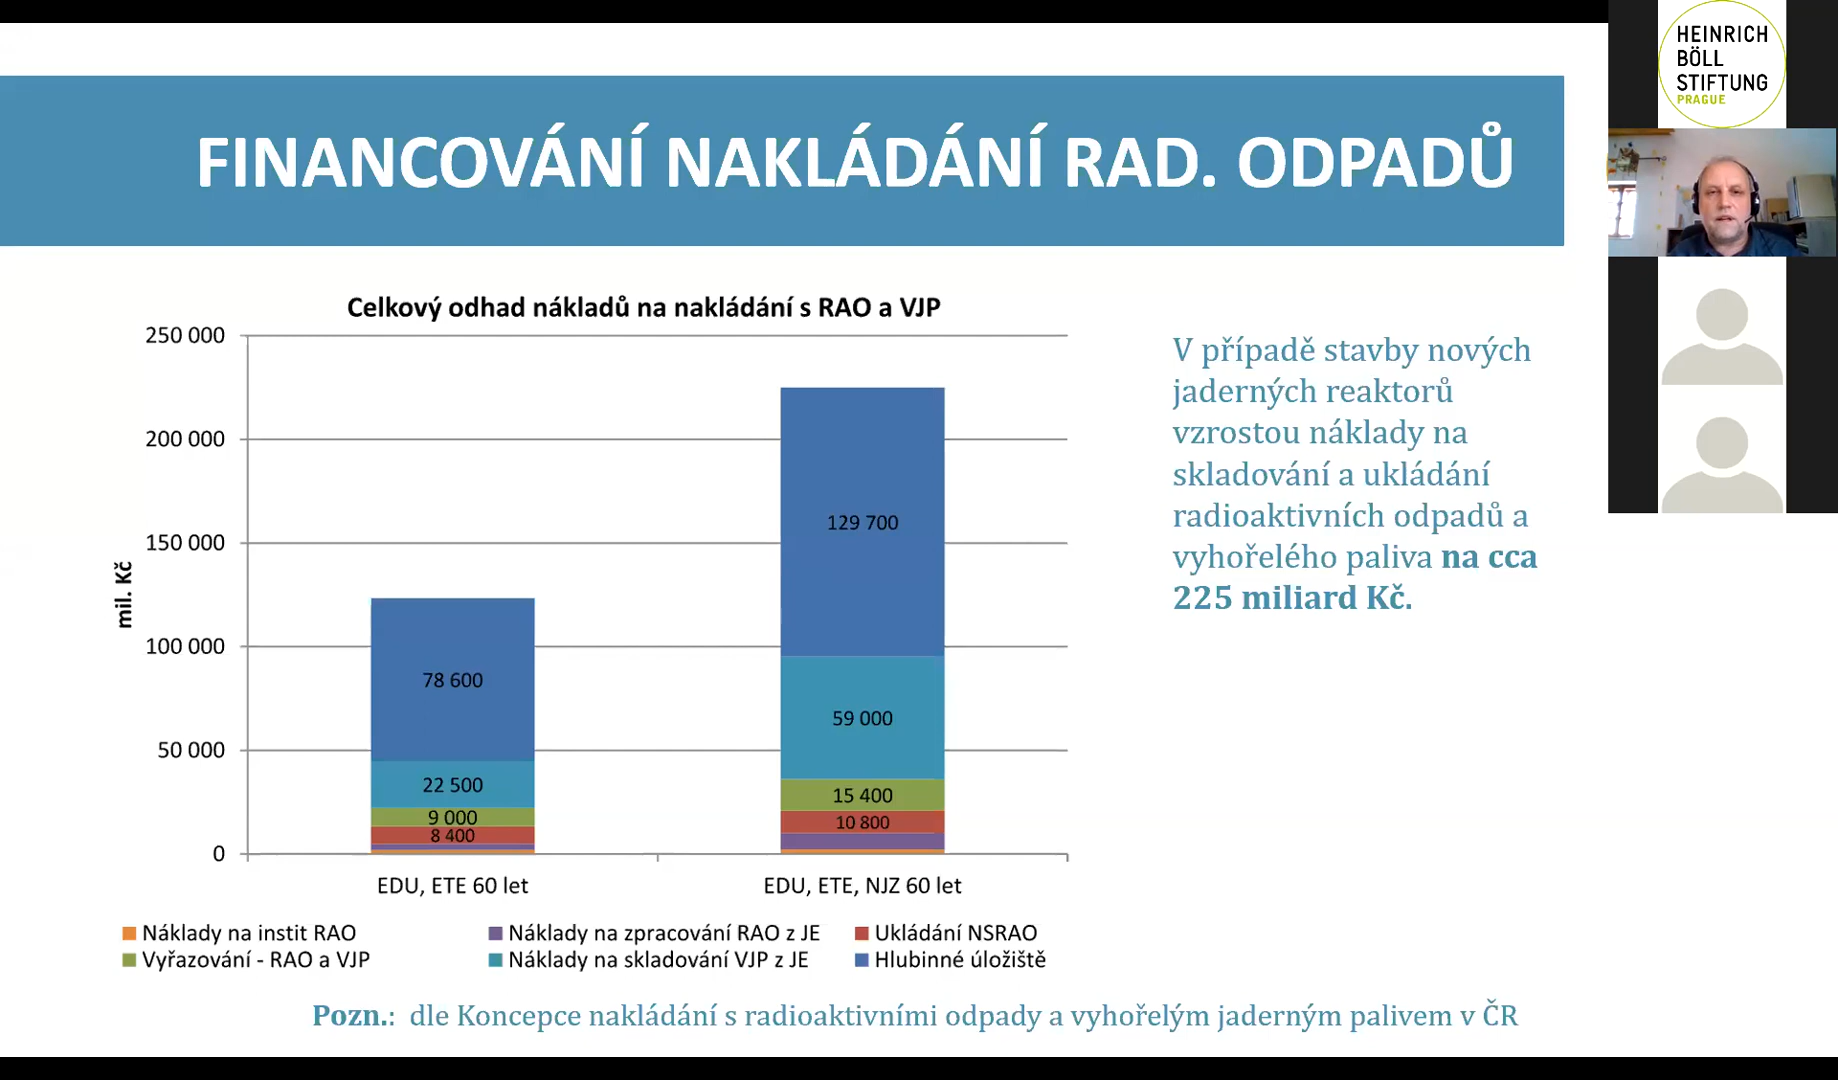 HEINRICH
BÖLL
STIFTUNG
PRAGUE
FINANCOVÁNÍ NAKLÁDÁNÍ RAD. ODPADŮ
Celkový odhad nákladů na nakládání s RAO a VJP
250 000
200 000
150 000
100 000
50 000
0
mil. Kč
78 600
22 500
9 000
8 400
129 700
59 000
15 400
10 800
EDU, ETE 60 let
EDU, ETE, NJZ 60 let
Náklady na instit RAO
Náklady na zpracování RAO z JE
Ukládání NSRAO
Vyřazování - RAO a VJP
Náklady na skladování VJP z JE
Hlubinné úložiště
V případě stavby nových
jaderných reaktorů
vzrostou náklady na
skladování a ukládání
radioaktivních odpadů a
vyhořelého paliva na cca
225 miliard Kč.
Pozn.: dle Koncepce nakládání s radioaktivními odpady a vyhořelým jaderným palivem v ČR